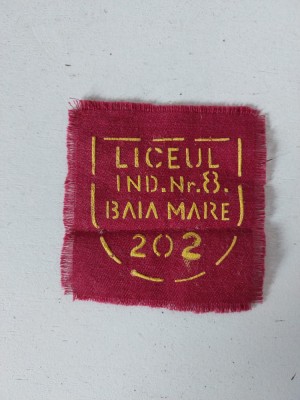 LICEUL
IND.Nr.8.
BAIA MARE
202